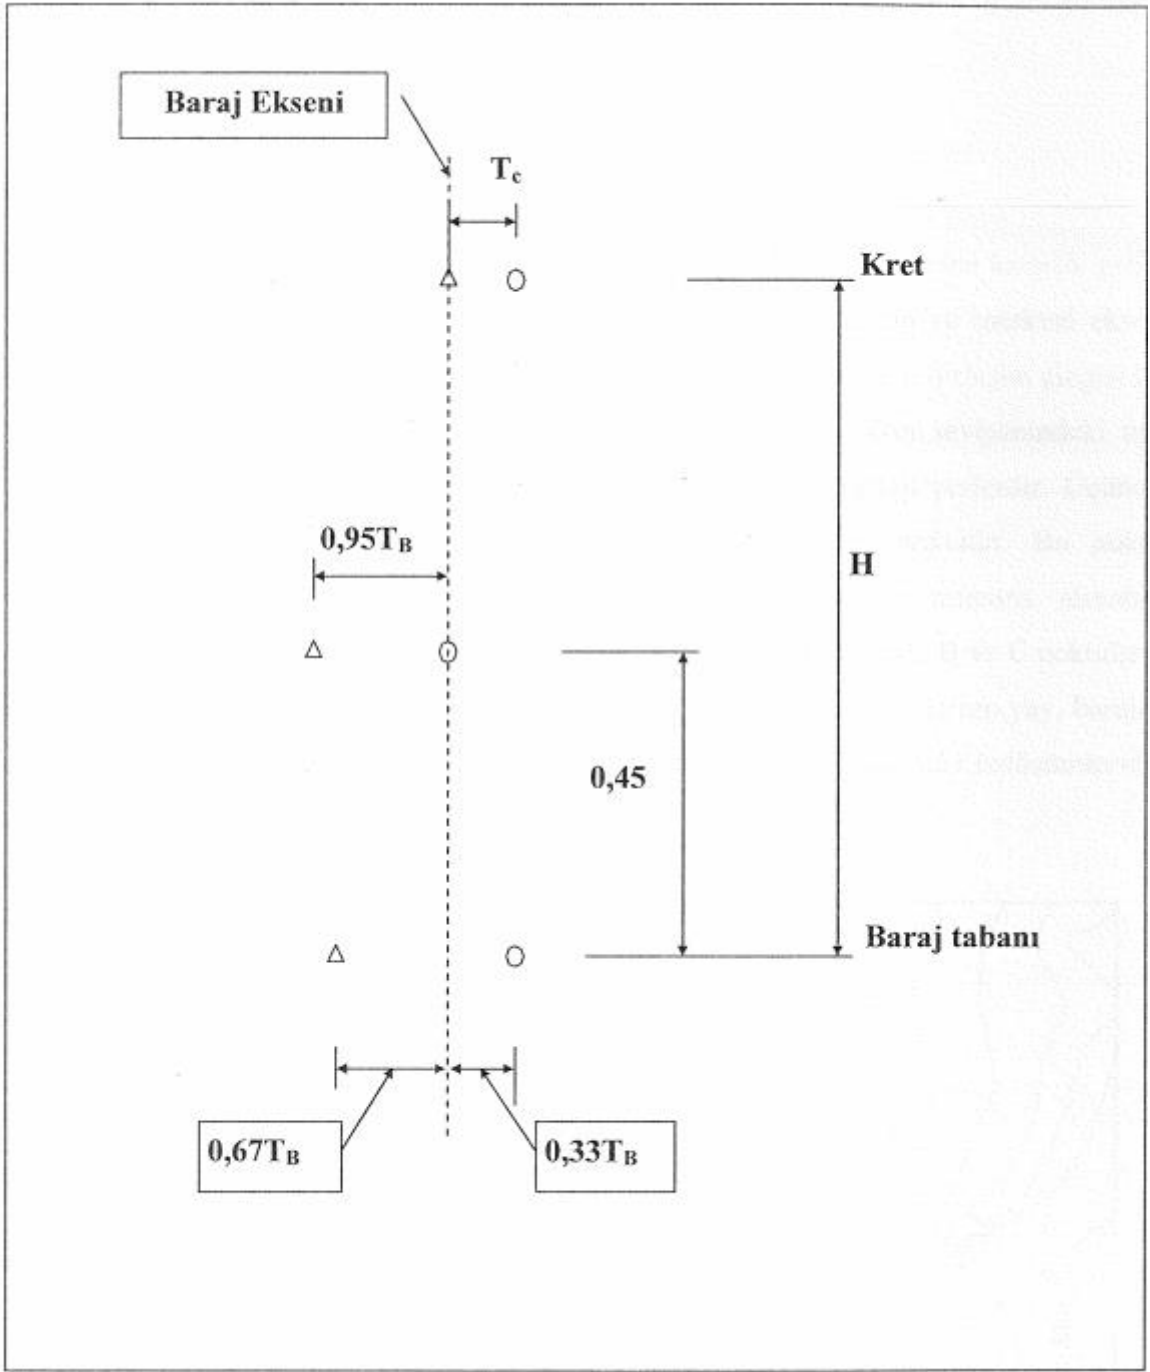 Baraj Ekseni
Tc
Kret
0,95TB
H
0,45
Baraj tabanı
0,67TB
0,33TB